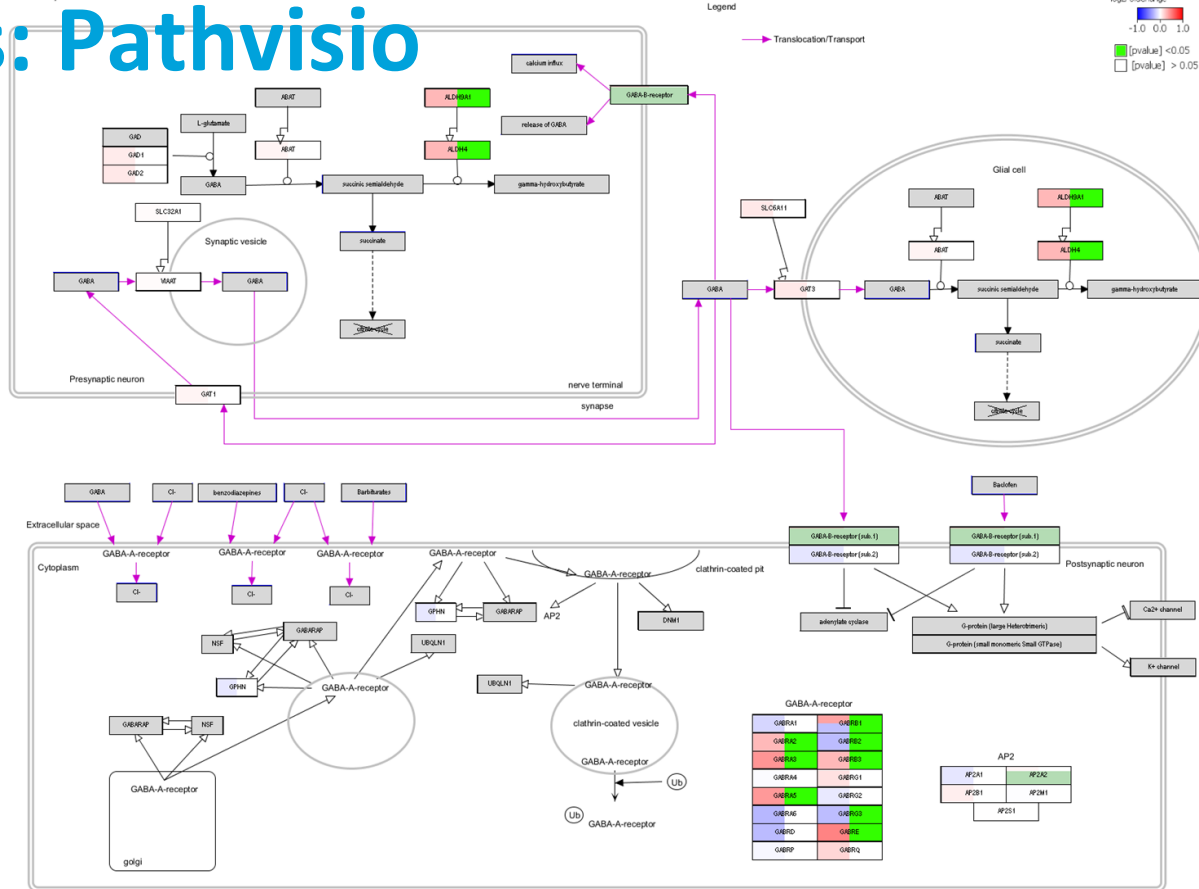 s: Pathvisio
Legend
Translocation/Transport
-1.0 0.0 1.0
[pvalue] <0.05
[pvalue] > 0.05
calcium influx
GABA-B-receptor
release of GABA
ABAT
ALDH9A1
L-glutamate
GAD
GAD1
GAD2
ABAT
ALDH4
GABA
succinic semialdehyde
gamma-hydroxybutyrate
SLC32A1
Synaptic vesicle
succinate
GABA
VIAAT
GABA
citrate cycle
Presynaptic neuron
GAT1
nerve terminal
synapse
Glial cell
SLC6A11
ABAT
ALDH9A1
ABAT
ALDH4
GABA
GAT3
GABA
succinic semialdehyde
gamma-hydroxybutyrate
succinate
citrate cycle
GABA
Cl-
benzodiazepines
Cl-
Barbiturates
Baclofen
Extracellular space
GABA-A-receptor
GABA-A-receptor
GABA-A-receptor
GABA-A-receptor
GABA-B-receptor (sub.1)
GABA-B-receptor (sub.2)
GABA-B-receptor (sub.1)
GABA-B-receptor (sub.2)
Cytoplasm
clathrin-coated pit
Postsynaptic neuron
GABA-A-receptor
Cl-
Cl-
Cl-
GPHN
GABARAP
AP2
DNM1
adenylate cyclase
Ca2+ channel
G-protein (large Heterotrimeric)
G-protein (small monomeric Small GTPase)
K+ channel
GABARAP
NSF
UBQLN1
GPHN
GABA-A-receptor
UBQLN1
GABA-A-receptor
GABARAP
NSF
clathrin-coated vesicle
GABA-A-receptor
GABA-A-receptor
golgi
Ub
Ub
GABA-A-receptor
GABA-A-receptor
GABRA1
GABRB1
GABRA2
GABRB2
GABRA3
GABRB3
GABRA4
GABRG1
GABRA5
GABRG2
GABRA6
GABRG3
GABRD
GABRE
GABRP
GABRQ
AP2
AP2A1
AP2A2
AP2B1
AP2M1
AP2S1